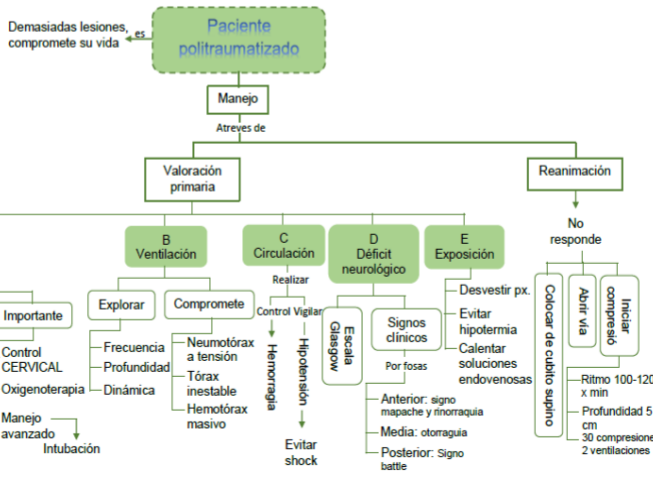 Demasiadas lesiones,
compromete su vida
es
Paciente
politraumatizado
Manejo
Atreves de
Valoración
primaria
Reanimación
B
Ventilación
C
Circulación
D
Déficit
neurológico
E
Exposición
No
responde
Importante
Control
CERVICAL
Oxigenoterapia
Manejo
avanzado
Intubación
Explorar
Frecuencia
Profundidad
Dinámica
Compromete
Neumotórax
a tensión
Tórax
inestable
Hemotórax
masivo
Realizar
Control
Vigilar
Hemorragia
Hipotensión
Evitar
shock
Escala
Glasgow
Signos
clínicos
Por fosas
Anterior: signo
mapache y rinorraquia
Media: otorraguia
Posterior: Signo
battle
Desvestir px.
Evitar
hipotermia
Calentar
soluciones
endovenosas
Colocar de cubito supino
Abrir vía
Iniciar
compresió
Ritmo 100-120
x min
Profundidad 5
cm
30 compresione
2 ventilaciones